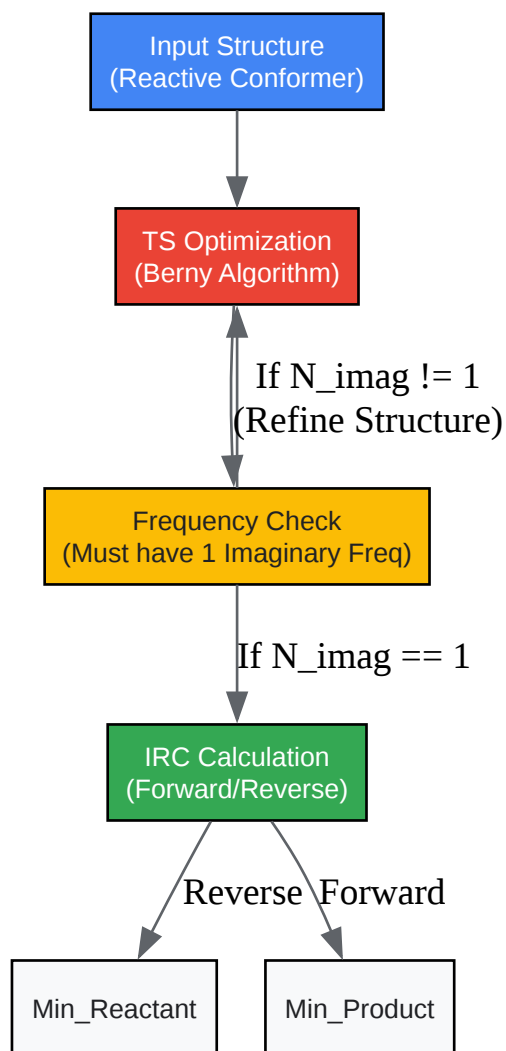 Input Structure
(Reactive Conformer)
TS Optimization
(Berny Algorithm)
If N_imag != 1
(Refine Structure)
Frequency Check
(Must have 1 Imaginary Freq)
If N_imag == 1
IRC Calculation
(Forward/Reverse)
Reverse
Forward
Min_Reactant
Min_Product